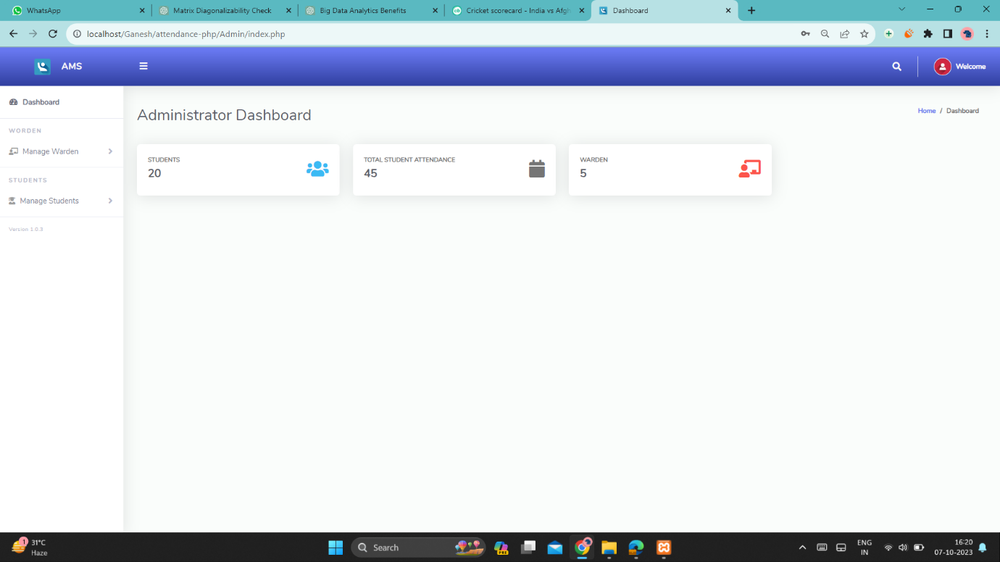 WhatsApp
Matrix Diagonalizability Check
Big Data Analytics Benefits
Cricket scorecard - India vs Afgh
Dashboard
localhost/Ganesh/attendance-php/Admin/index.php
AMS
Welcome
Dashboard
WORDEN
Manage Warden
STUDENTS
Manage Students
Version 1.0.3
Administrator Dashboard
Home / Dashboard
STUDENTS
20
TOTAL STUDENT ATTENDANCE
45
WARDEN
5
1
31°C
Haze
Search
PRE
ENG
IN
16:20
07-10-2023